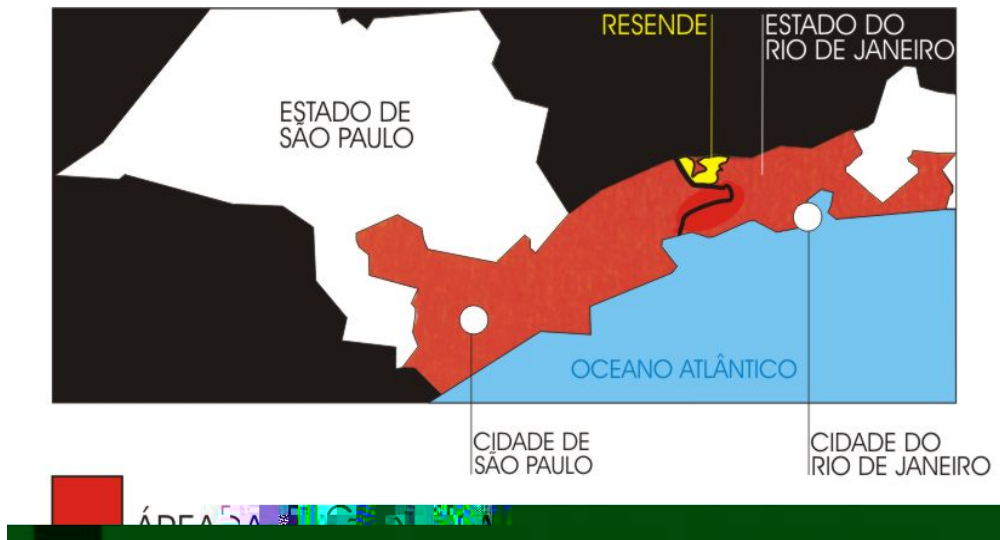 RESENDE
ESTADO DO
RIO DE JANEIRO
ESTADO DE
SÃO PAULO
OCEANO ATLÂNTICO
CIDADE DE
SÃO PAULO
CIDADE DO
RIO DE JANEIRO
ÁREA